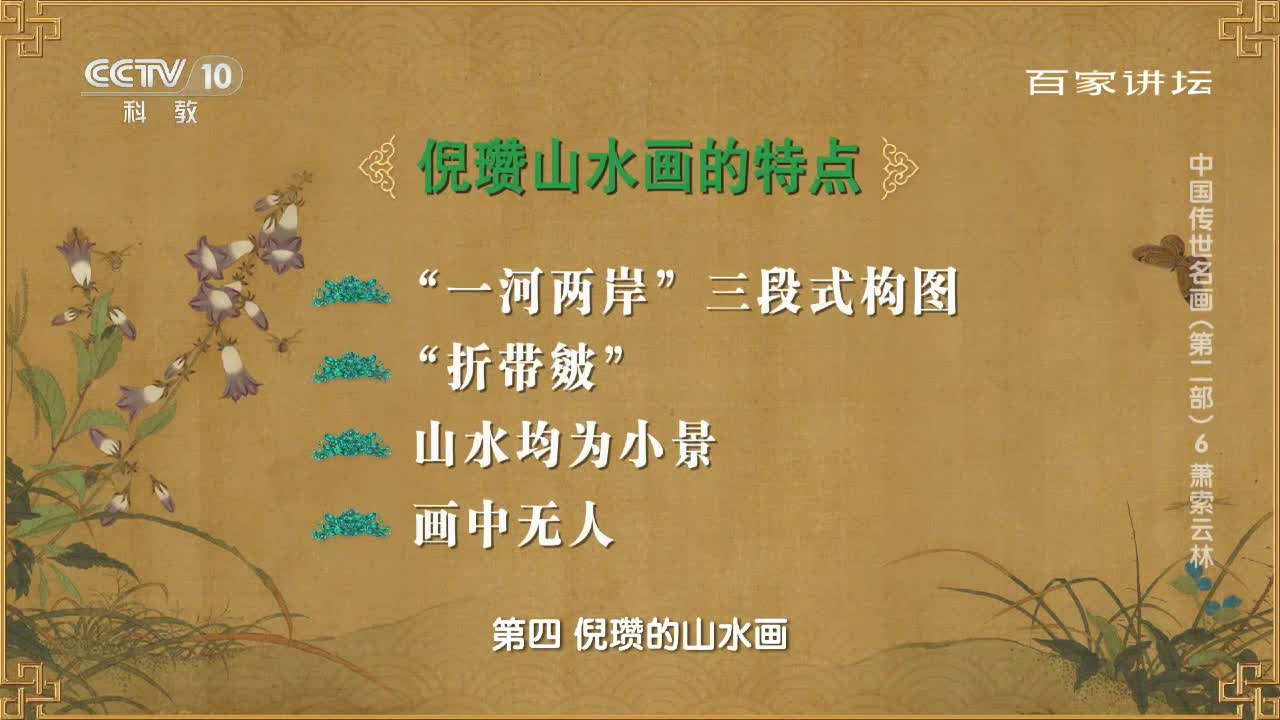 CCTV 10
科教
百家讲坛
倪瓒山水画的特点
“一河两岸”三段式构图
“折带皴”
山水均为小景
画中无人
中国传世名画（第二部）6 萧索云林
第四 倪瓒的山水画